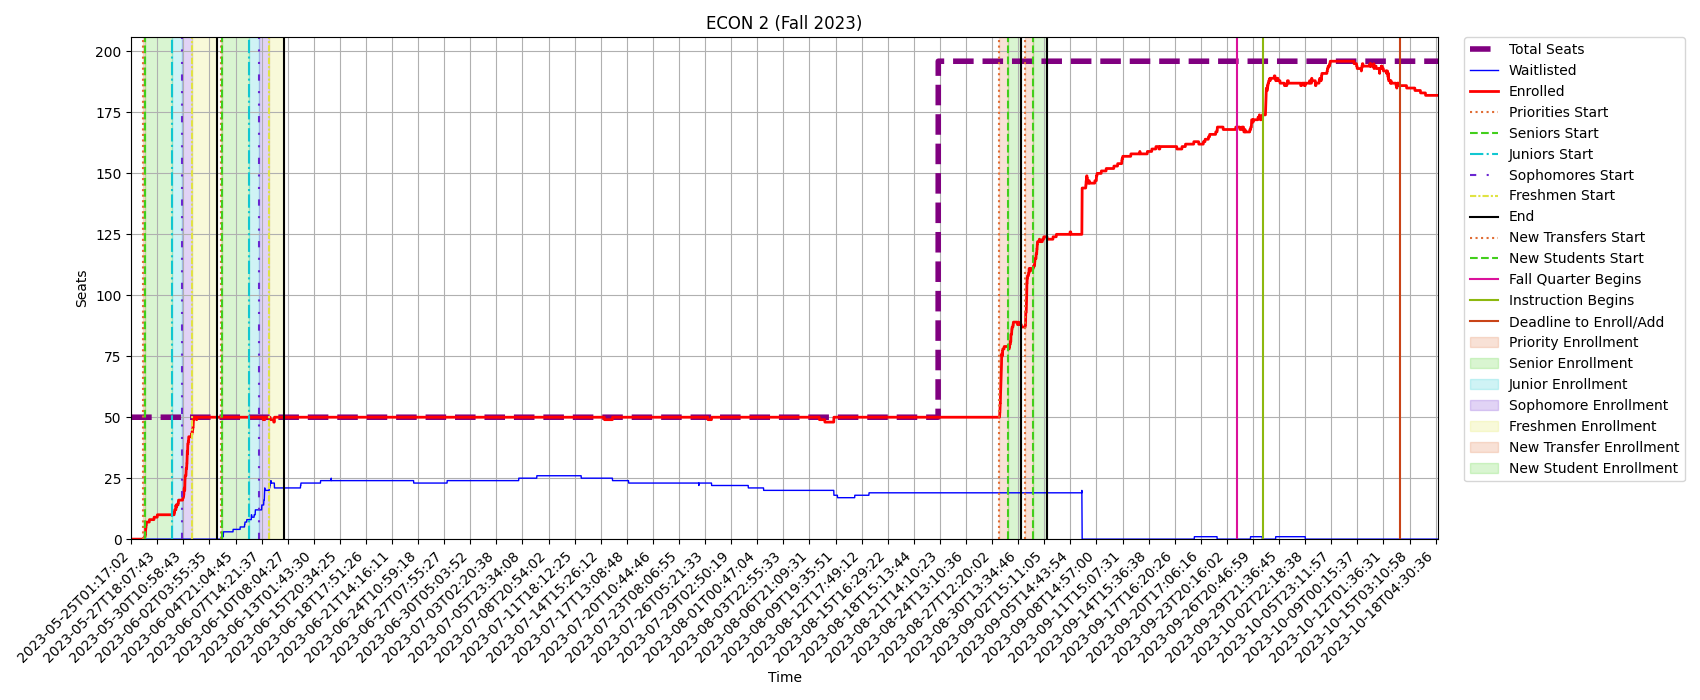 ECON 2 (Fall 2023)
200
175
150
125
100
75
50
25
0
Seats
2023-05-25T01:17:02
2023-05-27T18:07:43
2023-05-30T10:58:43
2023-06-02T03:55:35
2023-06-04T21:04:45
2023-06-07T14:21:37
2023-06-10T08:04:27
2023-06-13T01:43:30
2023-06-15T20:34:25
2023-06-18T17:51:26
2023-06-21T14:16:11
2023-06-24T10:59:18
2023-06-27T07:55:27
2023-06-30T05:03:52
2023-07-03T02:20:38
2023-07-05T23:34:08
2023-07-08T20:54:02
2023-07-11T18:12:25
2023-07-14T15:26:12
2023-07-17T13:08:48
2023-07-20T10:44:46
2023-07-23T08:06:55
2023-07-26T05:21:33
2023-07-29T02:50:19
2023-08-01T00:47:04
2023-08-03T22:55:33
2023-08-06T21:09:31
2023-08-09T19:35:51
2023-08-12T17:49:12
2023-08-15T16:29:22
2023-08-18T15:13:44
2023-08-21T14:10:23
2023-08-24T13:10:36
2023-08-27T12:20:02
2023-08-30T13:34:46
2023-09-02T15:11:05
2023-09-05T14:43:54
2023-09-08T14:57:00
2023-09-11T15:07:31
2023-09-14T15:36:38
2023-09-17T16:20:26
2023-09-20T17:06:16
2023-09-23T20:16:02
2023-09-26T20:46:59
2023-09-29T21:36:45
2023-10-02T22:18:38
2023-10-05T23:11:57
2023-10-09T00:15:37
2023-10-12T01:36:31
2023-10-15T03:10:58
2023-10-18T04:30:36
Time
Total Seats
Waitlisted
Enrolled
Priorities Start
Seniors Start
Juniors Start
Sophomores Start
Freshmen Start
End
New Transfers Start
New Students Start
Fall Quarter Begins
Instruction Begins
Deadline to Enroll/Add
Priority Enrollment
Senior Enrollment
Junior Enrollment
Sophomore Enrollment
Freshmen Enrollment
New Transfer Enrollment
New Student Enrollment